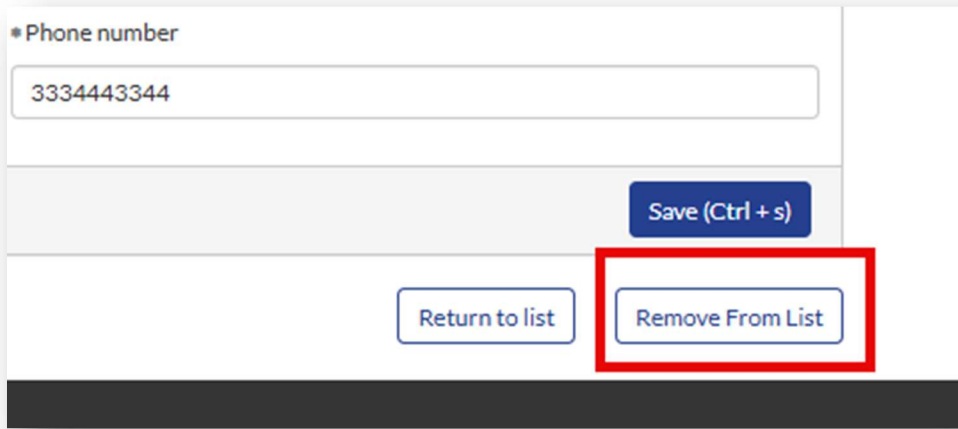 *Phone number
3334443344
Save (Ctrl + s)
Return to list
Remove From List